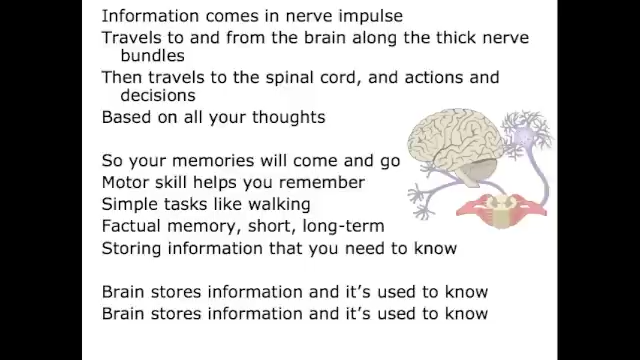 Information comes in nerve impulse
Travels to and from the brain along the thick nerve
bundles
Then travels to the spinal cord, and actions and
decisions
Based on all your thoughts
So your memories will come and go
Motor skill helps you remember
Simple tasks like walking
Factual memory, short, long-term
Storing information that you need to know
Brain stores information and it’s used to know
Brain stores information and it’s used to know